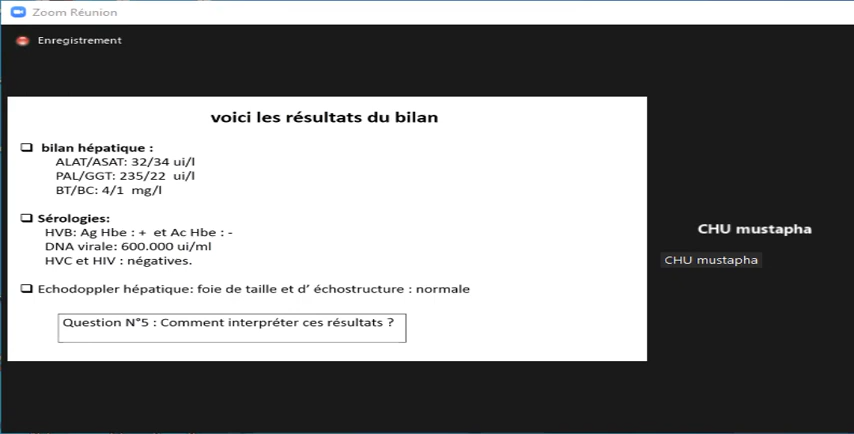 Zoom Réunion
Enregistrement
voici les résultats du bilan
bilan hépatique :
ALAT/ASAT: 32/34 ui/l
PAL/GGT: 235/22 ui/l
BT/BC: 4/1 mg/l
Sérologies:
HVB: Ag Hbe : + et Ac Hbe : -
DNA virale: 600.000 ui/ml
HVC et HIV : négatives.
Echodoppler hépatique: foie de taille et d’ échostructure : normale
Question N°5 : Comment interpréter ces résultats ?
CHU mustapha
CHU mustapha